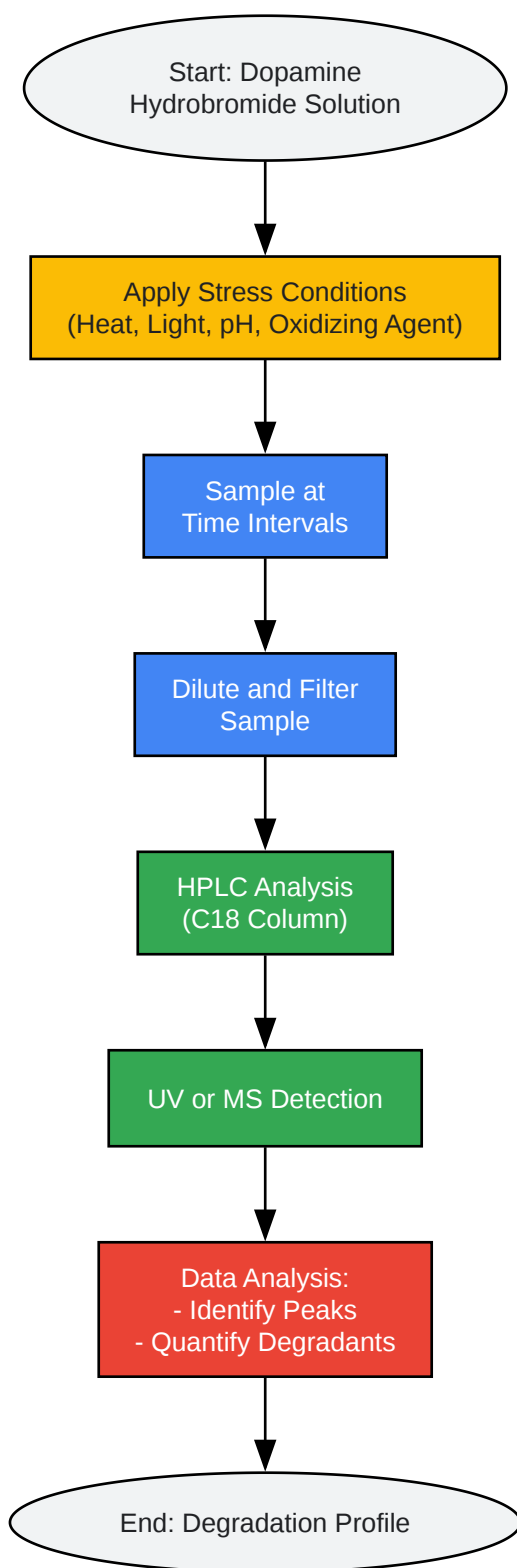 Start: Dopamine
Hydrobromide Solution
Apply Stress Conditions
(Heat, Light, pH, Oxidizing Agent)
Sample at
Time Intervals
Dilute and Filter
Sample
HPLC Analysis
(C18 Column)
UV or MS Detection
Data Analysis:
- Identify Peaks
- Quantify Degradants
End: Degradation Profile